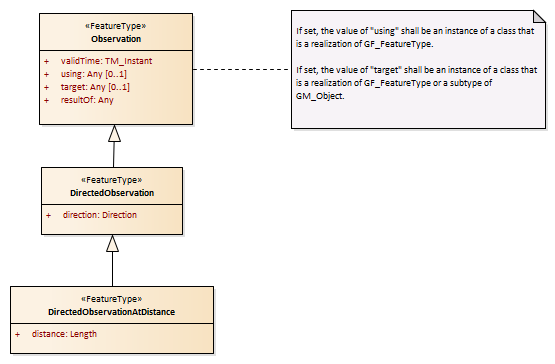 «FeatureType»
Observation
+ validTime: TM_Instant
+ using: Any [0..1]
+ target: Any [0..1]
+ resultOf: Any
If set, the value of "using" shall be an instance of a class that
is a realization of GF_FeatureType.
If set, the value of "target" shall be an instance of a class that
is a realization of GF_FeatureType or a subtype of
GM_Object.
«FeatureType»
DirectedObservation
+ direction: Direction
«FeatureType»
DirectedObservationAtDistance
+ distance: Length